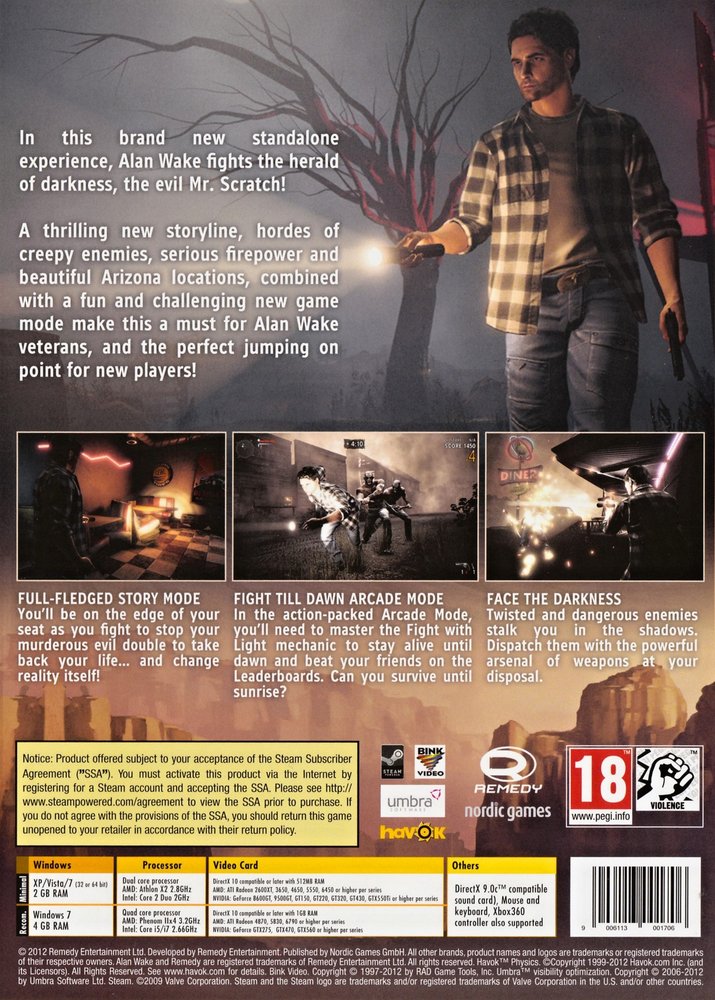 In this brand new standalone
experience, Alan Wake fights the herald
of darkness, the evil Mr. Scratch!
A thrilling new storyline, hordes of
creepy enemies, serious firepower and
beautiful Arizona locations, combined
with a fun and challenging new game
mode make this a must for Alan Wake
veterans, and the perfect jumping on
point for new players!
4:10
SCORE 1450
4
DINER
FULL-FLEDGED STORY MODE
You'll be on the edge of your
seat as you fight to stop your
murderous evil double to take
back your life... and change
reality itself!
FIGHT TILL DAWN ARCADE MODE
In the action-packed Arcade Mode,
you'll need to master the Fight with
Light mechanic to stay alive until
dawn and beat your friends on the
Leaderboards. Can you survive until
sunrise?
FACE THE DARKNESS
Twisted and dangerous enemies
stalk you in the shadows.
Dispatch them with the powerful
arsenal of weapons at your
disposal.
Notice: Product offered subject to your acceptance of the Steam Subscriber
Agreement ("SSA"). You must activate this product via the Internet by
registering for a Steam account and accepting the SSA. Please see http://
www.steampowered.com/agreement to view the SSA prior to purchase. If
you do not agree with the provisions of the SSA, you should return this game
unopened to your retailer in accordance with their return policy.
STEAM
BINK
VIDEO
umbra
SOFTWARE
havok
REMEDY
nordic games
18
www.pegi.info
VIOLENCE
Windows Processor Video Card Others
Minimal
XP/Vista/7 (32 or 64 bit)
2 GB RAM
Dual core processor
AMD: Athlon X2 2.8GHz
Intel: Core 2 Duo 2GHz
DirectX 10 compatible or later with 512MB RAM
AMD: ATI Radeon 2600XT, 3650, 4650, 5550, 6450 or higher per series
NVIDIA: GeForce 8600GT, 9500GT, GT150, GT220, GT320, GT430, GTX550Ti or higher per series
Recom.
Windows 7
4 GB RAM
Quad core processor
AMD: Phenom IIx4 3.2GHz
Intel: Core i5/i7 2.66GHz
DirectX 10 compatible or later with 1GB RAM
AMD: ATI Radeon 4870, 5830, 6790 or higher per series
NVIDIA: GeForce GTX275, GTX470, GTX560 or higher per series
DirectX 9.0c™ compatible
sound card), Mouse and
keyboard, Xbox360
controller also supported
9 006113 001706
© 2012 Remedy Entertainment Ltd. Developed by Remedy Entertainment. Published by Nordic Games GmbH. All other brands, product names and logos are trademarks or registered trademarks
of their respective owners. Alan Wake and Remedy are registered trademarks of Remedy Entertainment Ltd. Havok™ Physics. ©Copyright 1999-2012 Havok.com Inc. (and
its Licensors). All Rights Reserved. See www.havok.com for details. Bink Video. Copyright © 1997-2012 by RAD Game Tools, Inc. Umbra™ visibility optimization. Copyright © 2006-2012
by Umbra Software Ltd. Steam. ©2009 Valve Corporation. Steam and the Steam logo are trademarks and/or registered trademarks of Valve Corporation in the U.S. and/or other countries.